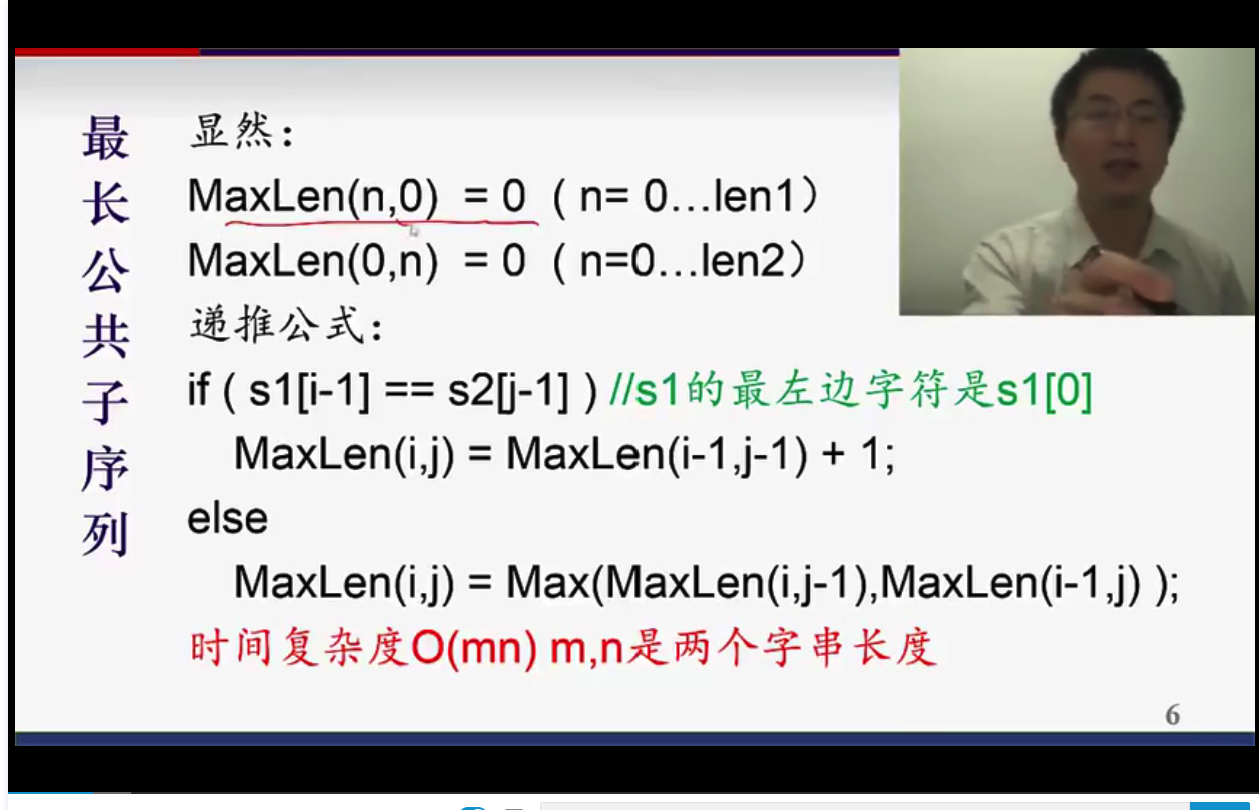 最长公共子序列
显然：
MaxLen(n,0) = 0 ( n= 0…len1）
MaxLen(0,n) = 0 ( n=0…len2）
递推公式：
if ( s1[i-1] == s2[j-1] ) //s1的最左边字符是s1[0]
MaxLen(i,j) = MaxLen(i-1,j-1) + 1;
else
MaxLen(i,j) = Max(MaxLen(i,j-1),MaxLen(i-1,j) );
时间复杂度O(mn) m,n是两个字串长度
6